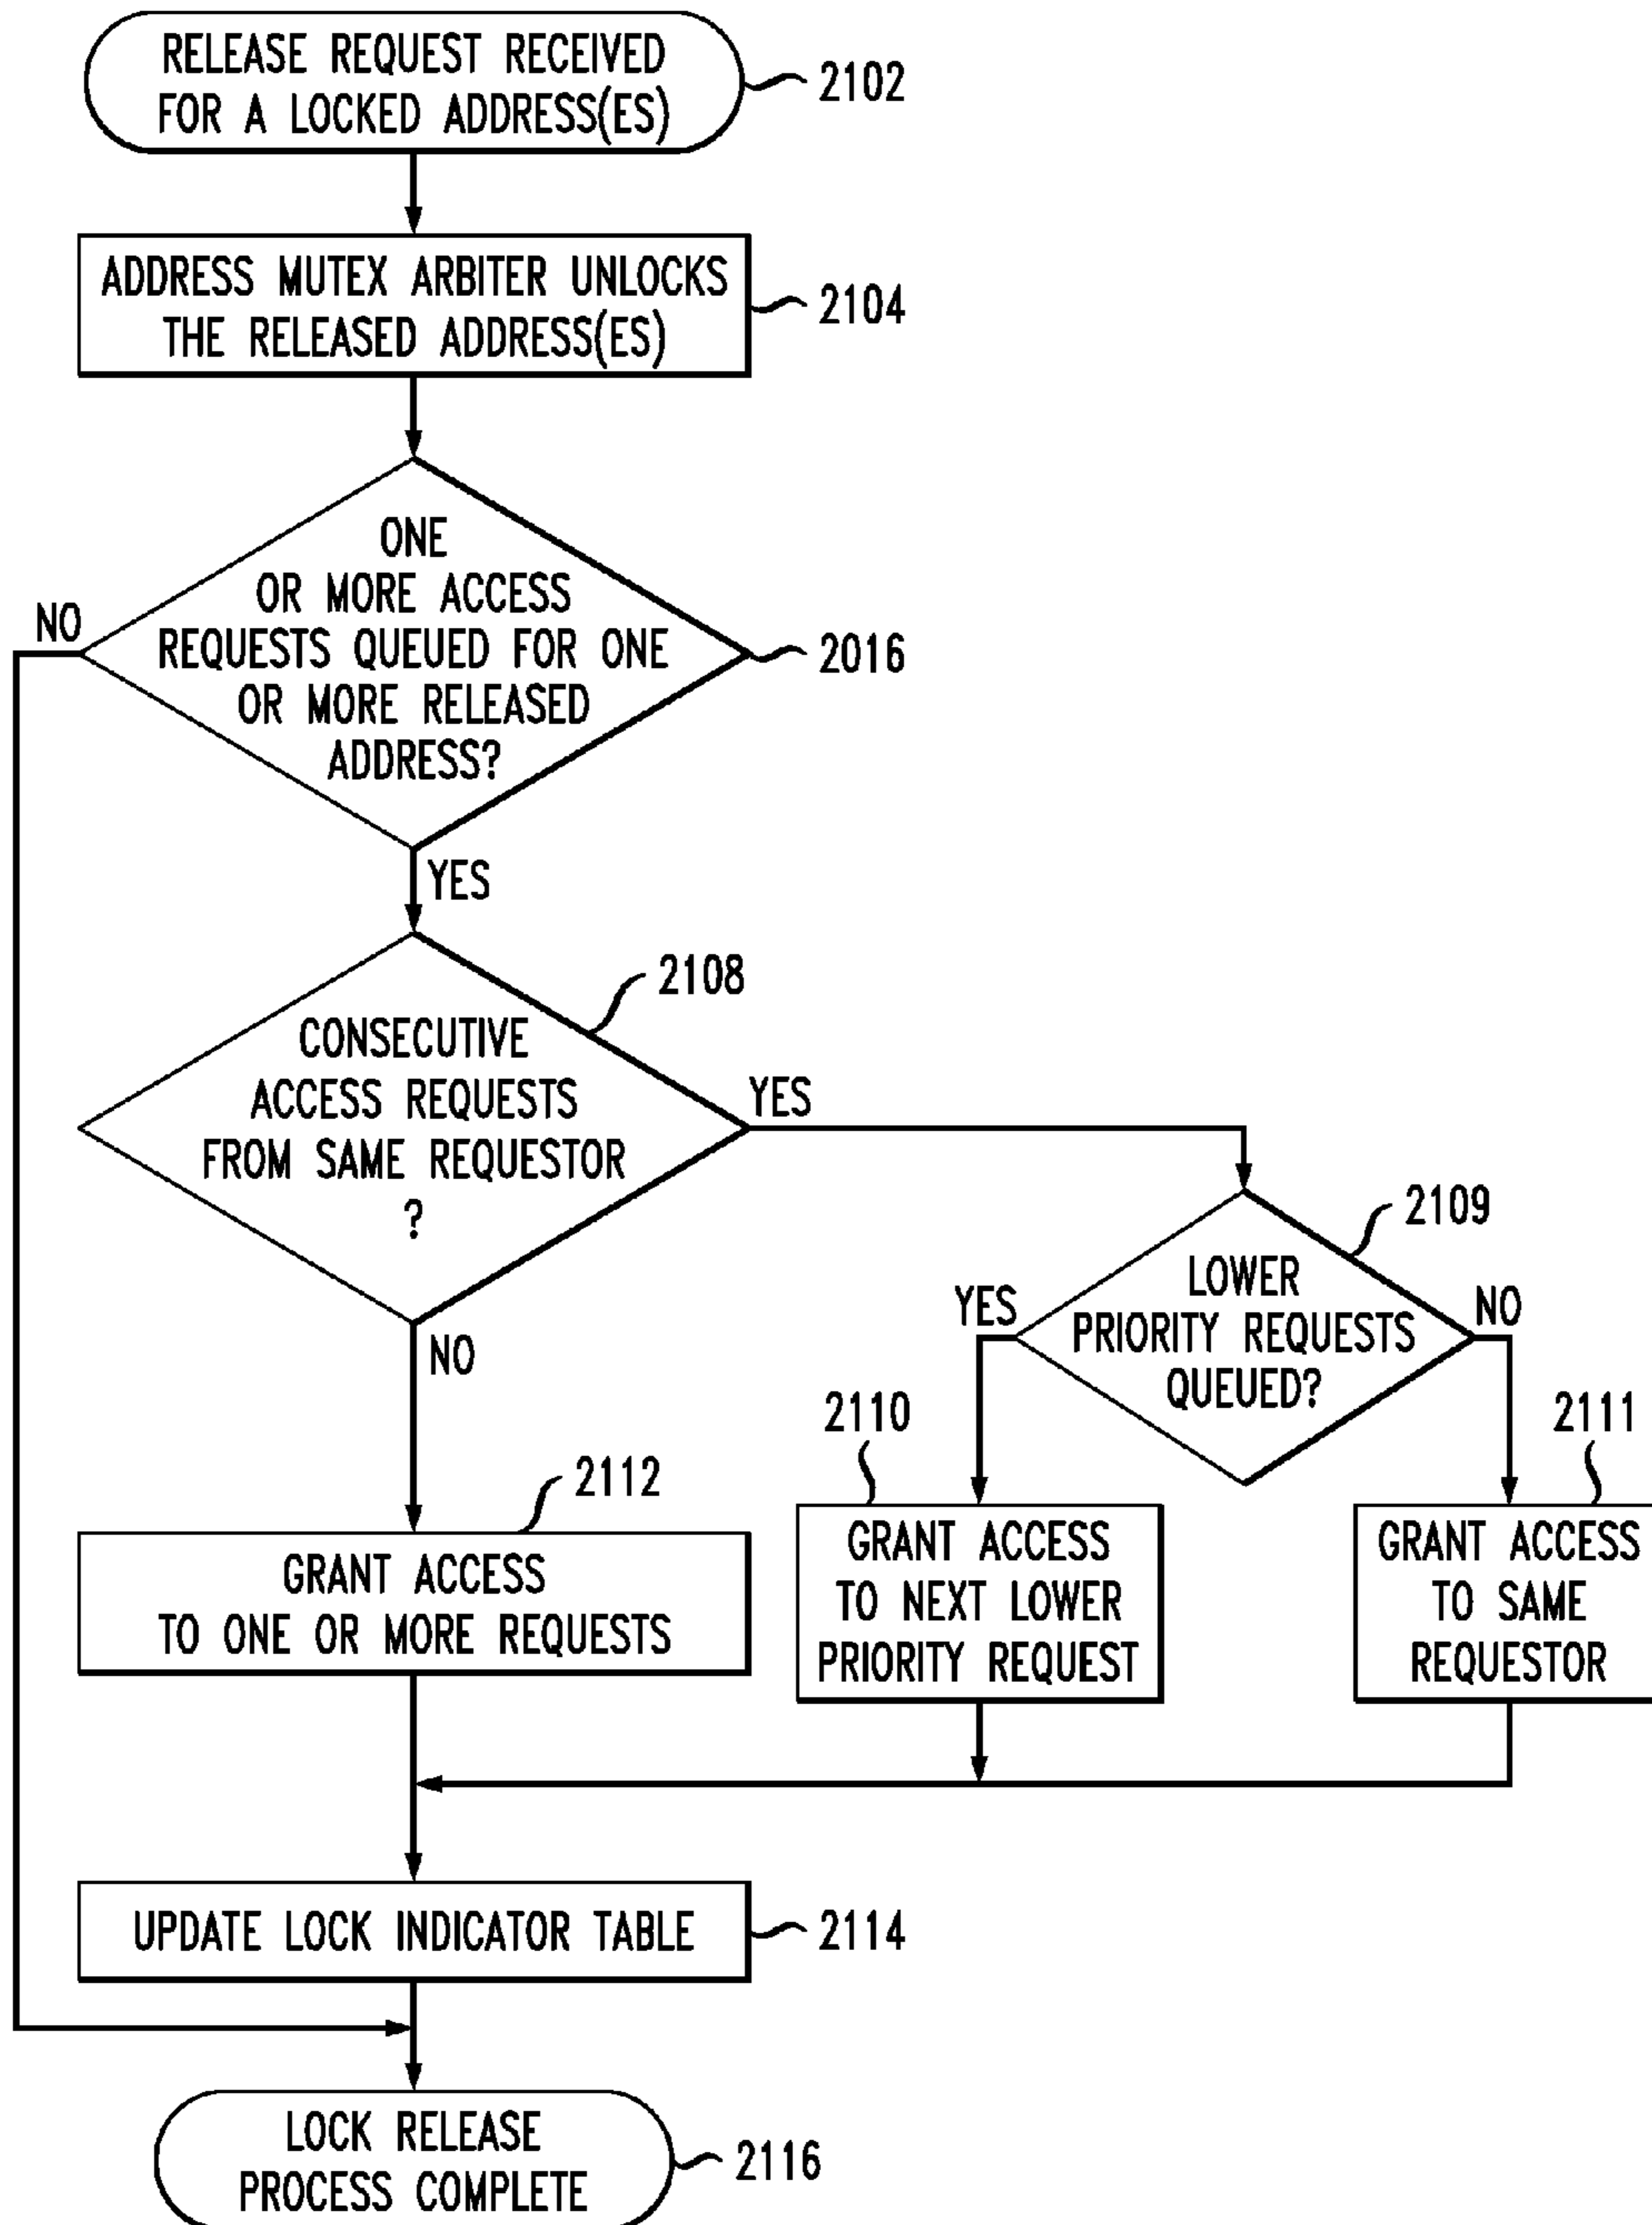 RELEASE REQUEST RECEIVED
FOR A LOCKED ADDRESS(ES)
2102
ADDRESS MUTEX ARBITER UNLOCKS
THE RELEASED ADDRESS(ES)
2104
ONE
OR MORE ACCESS
REQUESTS QUEUED FOR ONE
OR MORE RELEASED
ADDRESS?
2016
NO
YES
CONSECUTIVE
ACCESS REQUESTS
FROM SAME REQUESTOR
?
2108
YES
NO
LOWER
PRIORITY REQUESTS
QUEUED?
2109
YES
NO
2110
GRANT ACCESS
TO NEXT LOWER
PRIORITY REQUEST
2111
GRANT ACCESS
TO SAME
REQUESTOR
2112
GRANT ACCESS
TO ONE OR MORE REQUESTS
UPDATE LOCK INDICATOR TABLE
2114
LOCK RELEASE
PROCESS COMPLETE
2116